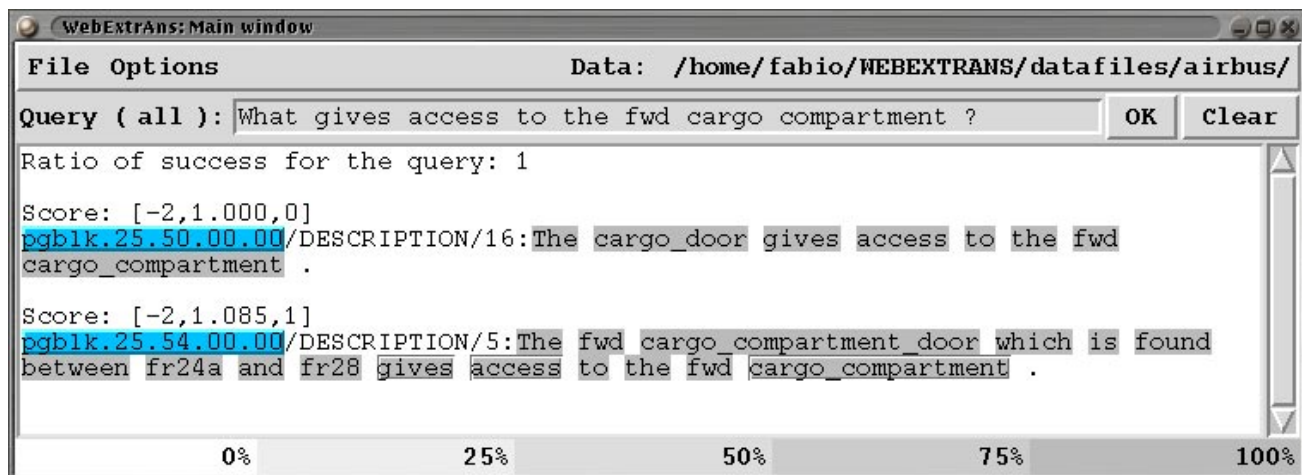 WebExtrAns: Main window
File Options Data: /home/fabio/WEBEXTRANS/datafiles/airbus/
Query ( all ): What gives access to the fwd cargo compartment ? OK Clear
Ratio of success for the query: 1
Score: [-2,1.000,0]
pgblk.25.50.00.00/DESCRIPTION/16:The cargo_door gives access to the fwd
cargo_compartment .
Score: [-2,1.085,1]
pgblk.25.54.00.00/DESCRIPTION/5:The fwd cargo_compartment_door which is found
between fr24a and fr28 gives access to the fwd cargo_compartment .
0% 25% 50% 75% 100%